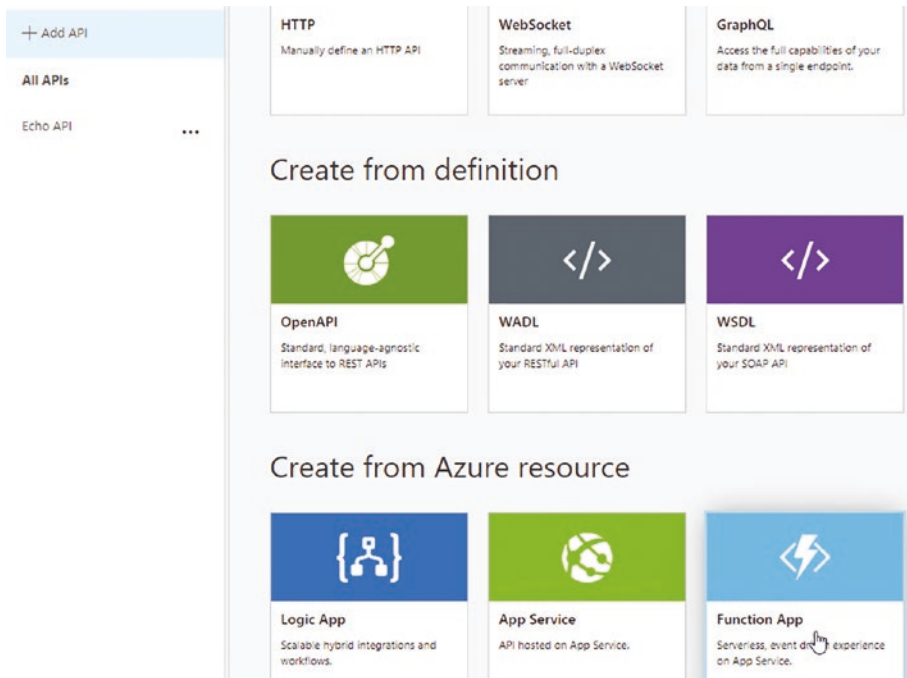 + Add API
All APIs
Echo API
...
HTTP
Manually define an HTTP API
WebSocket
Streaming, full-duplex
communication with a WebSocket
server
GraphQL
Access the full capabilities of your
data from a single endpoint.
Create from definition
</>
</>
OpenAPI
Standard, language-agnostic
interface to REST APIs
WADL
Standard XML representation of
your RESTful API
WSDL
Standard XML representation of
your SOAP API
Create from Azure resource
Logic App
Scalable hybrid integrations and
workflows.
App Service
API hosted on App Service.
Function App
Serverless, event experience
on App Service.